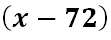 (x − 72)